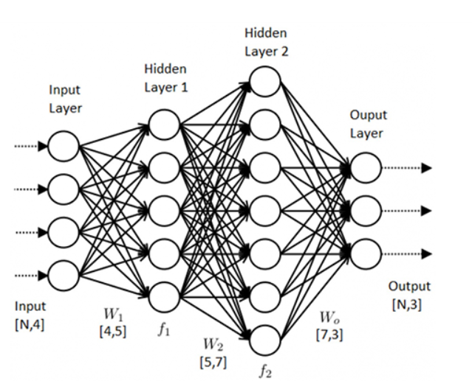 Hidden
Layer 2
Hidden
Layer 1
Input
Layer
Ouput
Layer
Input
[N,4]
W₁
[4,5]
f₁
W₂
[5,7]
f₂
Wₒ
[7,3]
Output
[N,3]